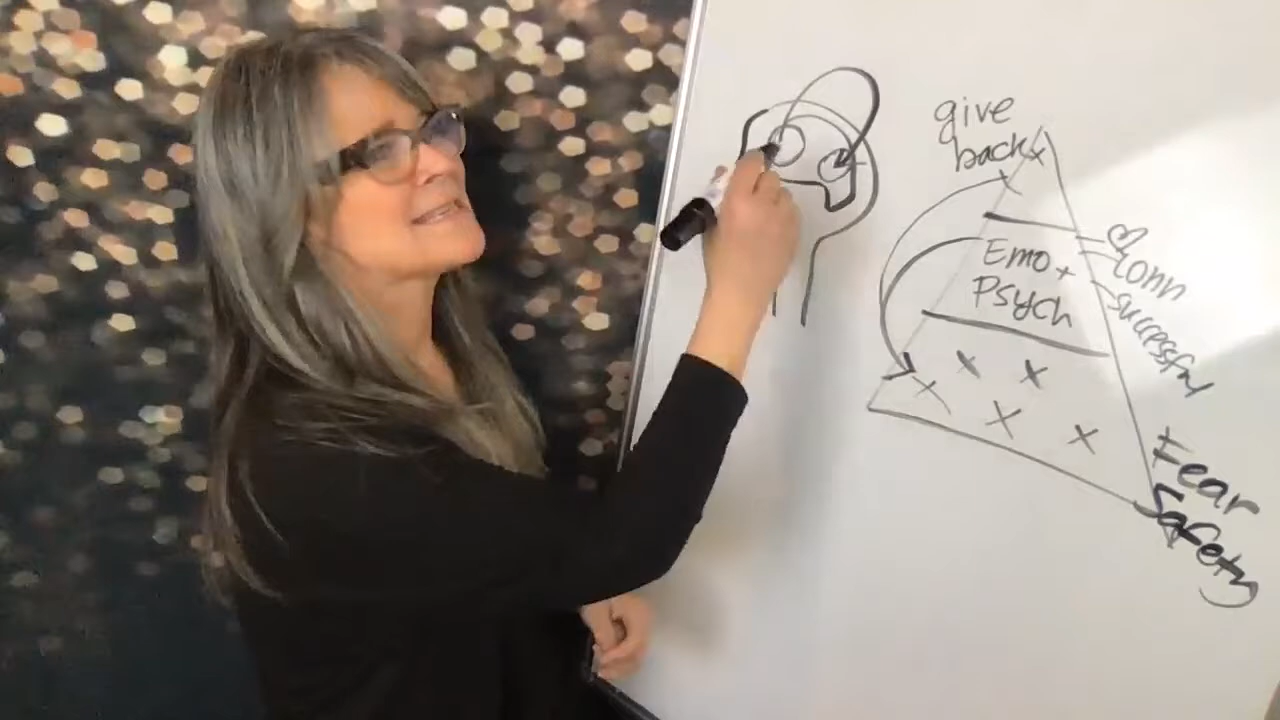 give
back
Emo +
Psych
conn
successful
Fear
Safety